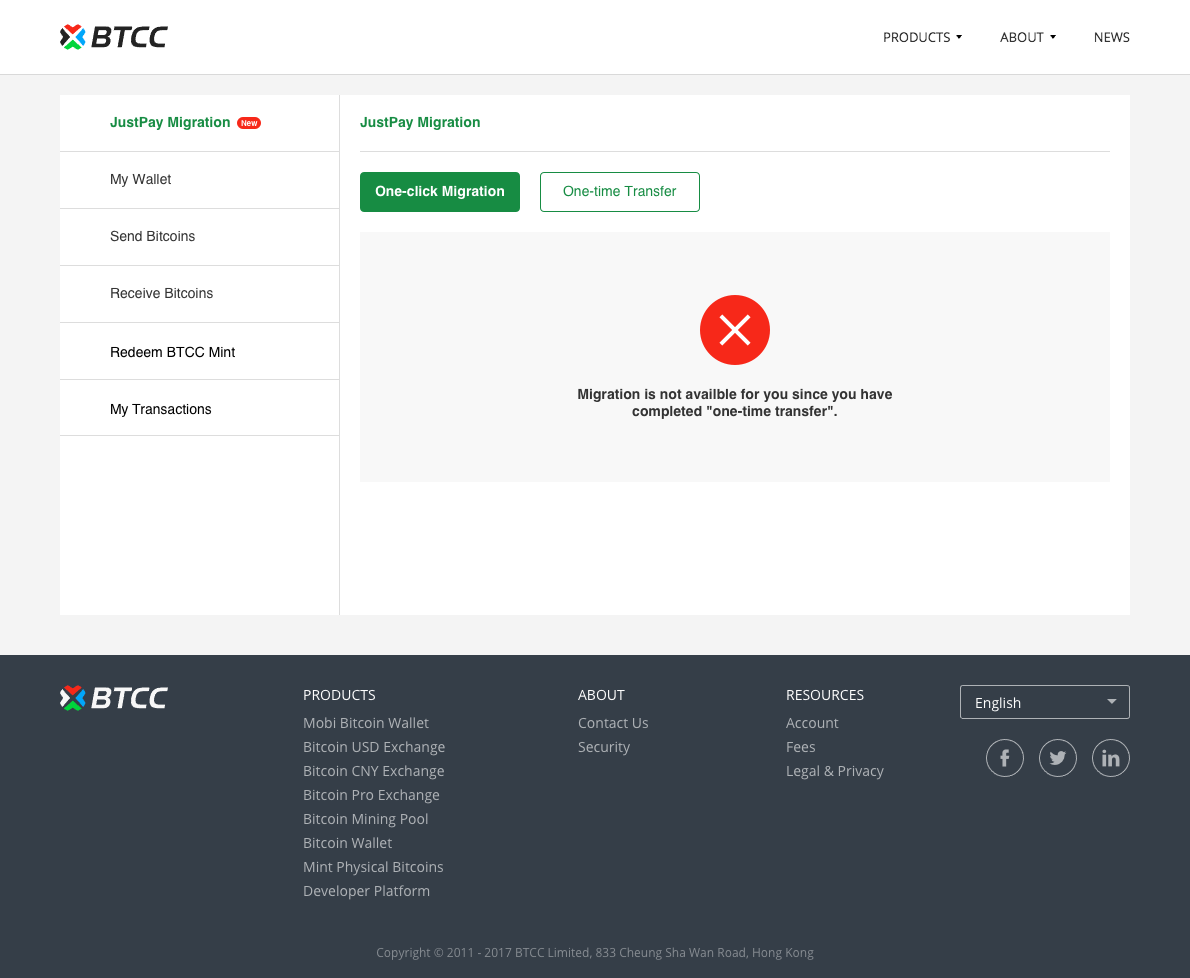 BTCC
PRODUCTS
ABOUT
NEWS
JustPay Migration New
My Wallet
Send Bitcoins
Receive Bitcoins
Redeem BTCC Mint
My Transactions
JustPay Migration
One-click Migration
One-time Transfer
Migration is not availble for you since you have
completed "one-time transfer".
BTCC
PRODUCTS
Mobi Bitcoin Wallet
Bitcoin USD Exchange
Bitcoin CNY Exchange
Bitcoin Pro Exchange
Bitcoin Mining Pool
Bitcoin Wallet
Mint Physical Bitcoins
Developer Platform
ABOUT
Contact Us
Security
RESOURCES
Account
Fees
Legal & Privacy
English
Copyright © 2011 - 2017 BTCC Limited, 833 Cheung Sha Wan Road, Hong Kong